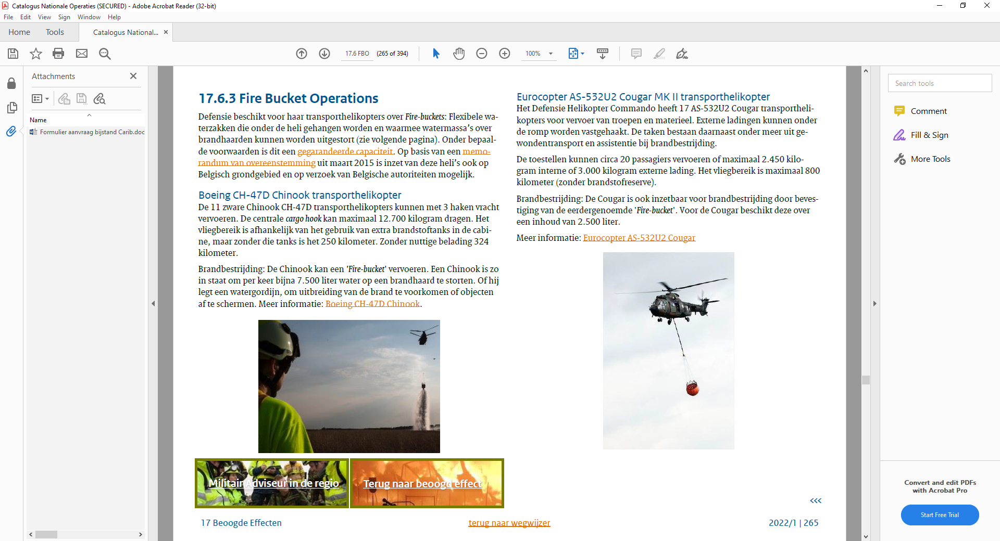 Catalogus Nationale Operaties (SECURED) - Adobe Acrobat Reader (32-bit)
File Edit View Sign Window Help
Home Tools Catalogus National... ×
17.6 FBO (265 of 394) 100%
Attachments
Name
Formulier aanvraag bijstand Carib.doc
17.6.3 Fire Bucket Operations
Defensie beschikt voor haar transporthelikopters over Fire-buckets: Flexibele wa-
terzakken die onder de heli gehangen worden en waarmee watermassa's over
brandhaarden kunnen worden uitgestort (zie volgende pagina). Onder bepaal-
de voorwaarden is dit een gegarandeerde capaciteit. Op basis van een memo-
randum van overeenstemming uit maart 2015 is inzet van deze heli's ook op
Belgisch grondgebied en op verzoek van Belgische autoriteiten mogelijk.
Boeing CH-47D Chinook transporthelikopter
De 11 zware Chinook CH-47D transporthelikopters kunnen met 3 haken vracht
vervoeren. De centrale cargo hook kan maximaal 12.700 kilogram dragen. Het
vliegbereik is afhankelijk van het gebruik van extra brandstoftanks in de cabi-
ne, maar zonder die tanks is het 250 kilometer. Zonder nuttige belading 324
kilometer.
Brandbestrijding: De Chinook kan een 'Fire-bucket' vervoeren. Een Chinook is zo
in staat om per keer bijna 7.500 liter water op een brandhaard te storten. Of hij
legt een watergordijn, om uitbreiding van de brand te voorkomen of objecten
af te schermen. Meer informatie: Boeing CH-47D Chinook.
Militair Adviseur in de regio
Terug naar beoogd effect
Eurocopter AS-532U2 Cougar MK II transporthelikopter
Het Defensie Helikopter Commando heeft 17 AS-532U2 Cougar transportheli-
kopters voor vervoer van troepen en materieel. Externe ladingen kunnen onder
de romp worden vastgehaakt. De taken bestaan daarnaast onder meer uit ge-
wondentransport en assistentie bij brandbestrijding.
De toestellen kunnen circa 20 passagiers vervoeren of maximaal 2.450 kilo-
gram interne of 3.000 kilogram externe lading. Het vliegbereik is maximaal 800
kilometer (zonder brandstofreserve).
Brandbestrijding: De Cougar is ook inzetbaar voor brandbestrijding door beves-
tiging van de eerdergenoemde 'Fire-bucket'. Voor de Cougar beschikt deze over
een inhoud van 2.500 liter.
Meer informatie: Eurocopter AS-532U2 Cougar
<<<
17 Beoogde Effecten
terug naar wegwijzer
2022/1 | 265
Search tools
Comment
Fill & Sign
More Tools
Convert and edit PDFs
with Acrobat Pro
Start Free Trial